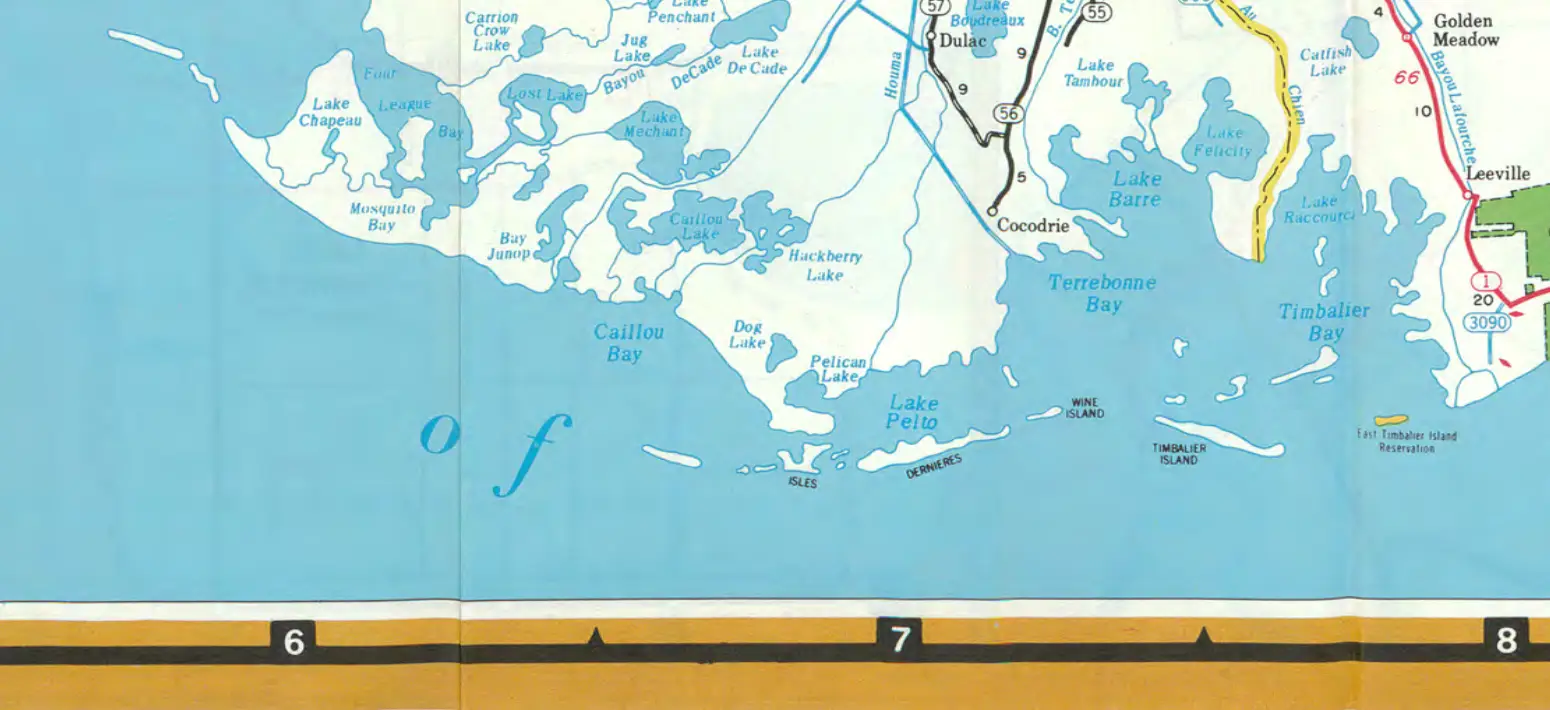 Carrion
Crow
Lake
Lake
Penchant
Jug
Lake
Bayou
DeCade
Lake
De Cade
57
Lake
Boudreaux
Dulac
B. Te
55
9
9
Houma
56
5
Cocodrie
Au
Chien
Catfish
Lake
4
Golden
Meadow
66
10
Bayou Lafourche
Leeville
Lake
Tambour
Lake
Felicity
Lake
Barre
Lake
Raccourci
Four
League
Bay
Lake
Chapeau
Lost Lake
Lake
Mechant
Mosquito
Bay
Bay
Junop
Caillou
Lake
Hackberry
Lake
Terrebonne
Bay
Timbalier
Bay
1
20
3090
Caillou
Bay
Dog
Lake
Pelican
Lake
Lake
Pelto
WINE
ISLAND
TIMBALIER
ISLAND
East Timbalier Island
Reservation
ISLES
DERNIERES
of
6
7
8